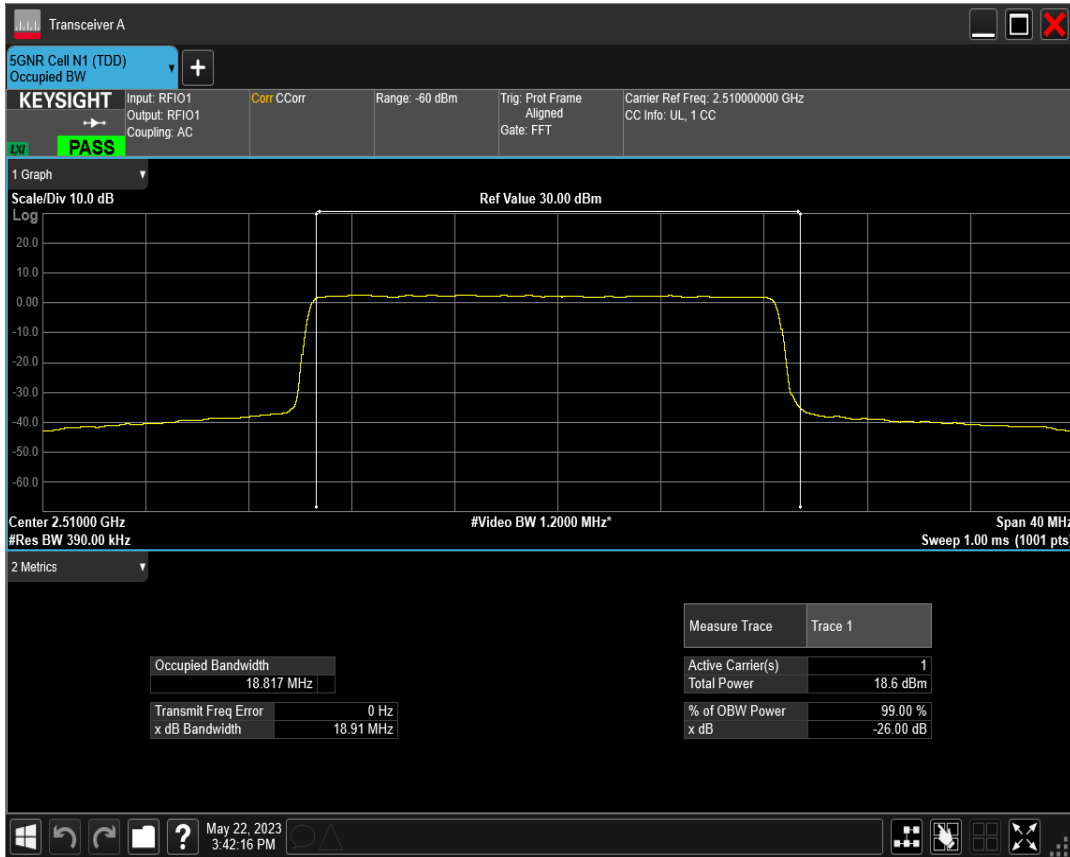 Transceiver A
5GNR Cell N1 (TDD)
Occupied BW
+
KEYSIGHT
LXI
PASS
Input: RFIO1
Output: RFIO1
Coupling: AC
Corr CCorr
Range: -60 dBm
Trig: Prot Frame
Aligned
Gate: FFT
Carrier Ref Freq: 2.510000000 GHz
CC Info: UL, 1 CC
1 Graph
Scale/Div 10.0 dB
Ref Value 30.00 dBm
Log
20.0
10.0
0.00
-10.0
-20.0
-30.0
-40.0
-50.0
-60.0
Center 2.51000 GHz
#Video BW 1.2000 MHz*
Span 40 MHz
#Res BW 390.00 kHz
Sweep 1.00 ms (1001 pts)
2 Metrics
Measure Trace Trace 1
Occupied Bandwidth
18.817 MHz
Active Carrier(s) 1
Total Power 18.6 dBm
Transmit Freq Error 0 Hz
x dB Bandwidth 18.91 MHz
% of OBW Power 99.00 %
x dB -26.00 dB
?
May 22, 2023
3:42:16 PM